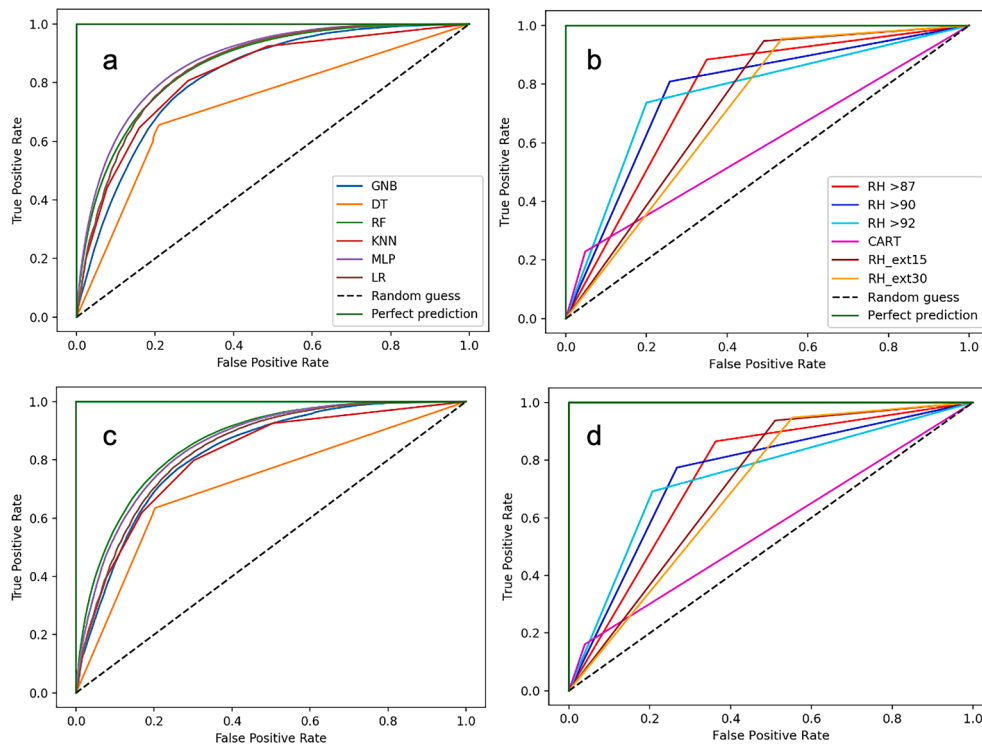 a
True Positive Rate
1.0
0.8
0.6
0.4
0.2
0.0
GNB
DT
RF
KNN
MLP
LR
Random guess
Perfect prediction
0.0 0.2 0.4 0.6 0.8 1.0
False Positive Rate
b
True Positive Rate
1.0
0.8
0.6
0.4
0.2
0.0
RH >87
RH >90
RH >92
CART
RH_ext15
RH_ext30
Random guess
Perfect prediction
0.0 0.2 0.4 0.6 0.8 1.0
False Positive Rate
c
True Positive Rate
1.0
0.8
0.6
0.4
0.2
0.0
0.0 0.2 0.4 0.6 0.8 1.0
False Positive Rate
d
True Positive Rate
1.0
0.8
0.6
0.4
0.2
0.0
0.0 0.2 0.4 0.6 0.8 1.0
False Positive Rate